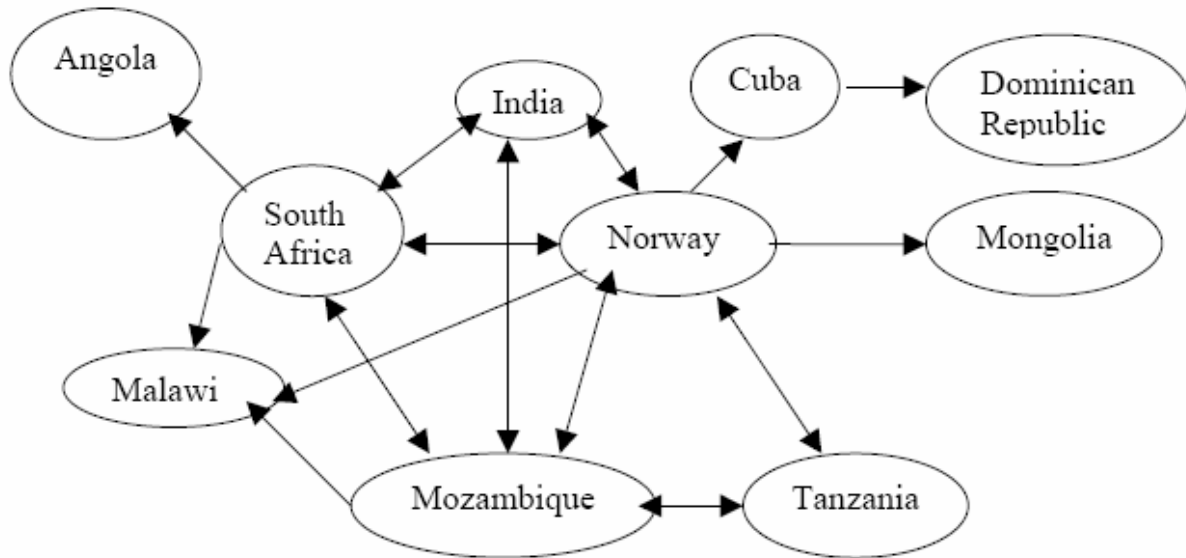 Angola
India
Cuba
Dominican
Republic
South
Africa
Norway
Mongolia
Malawi
Mozambique
Tanzania